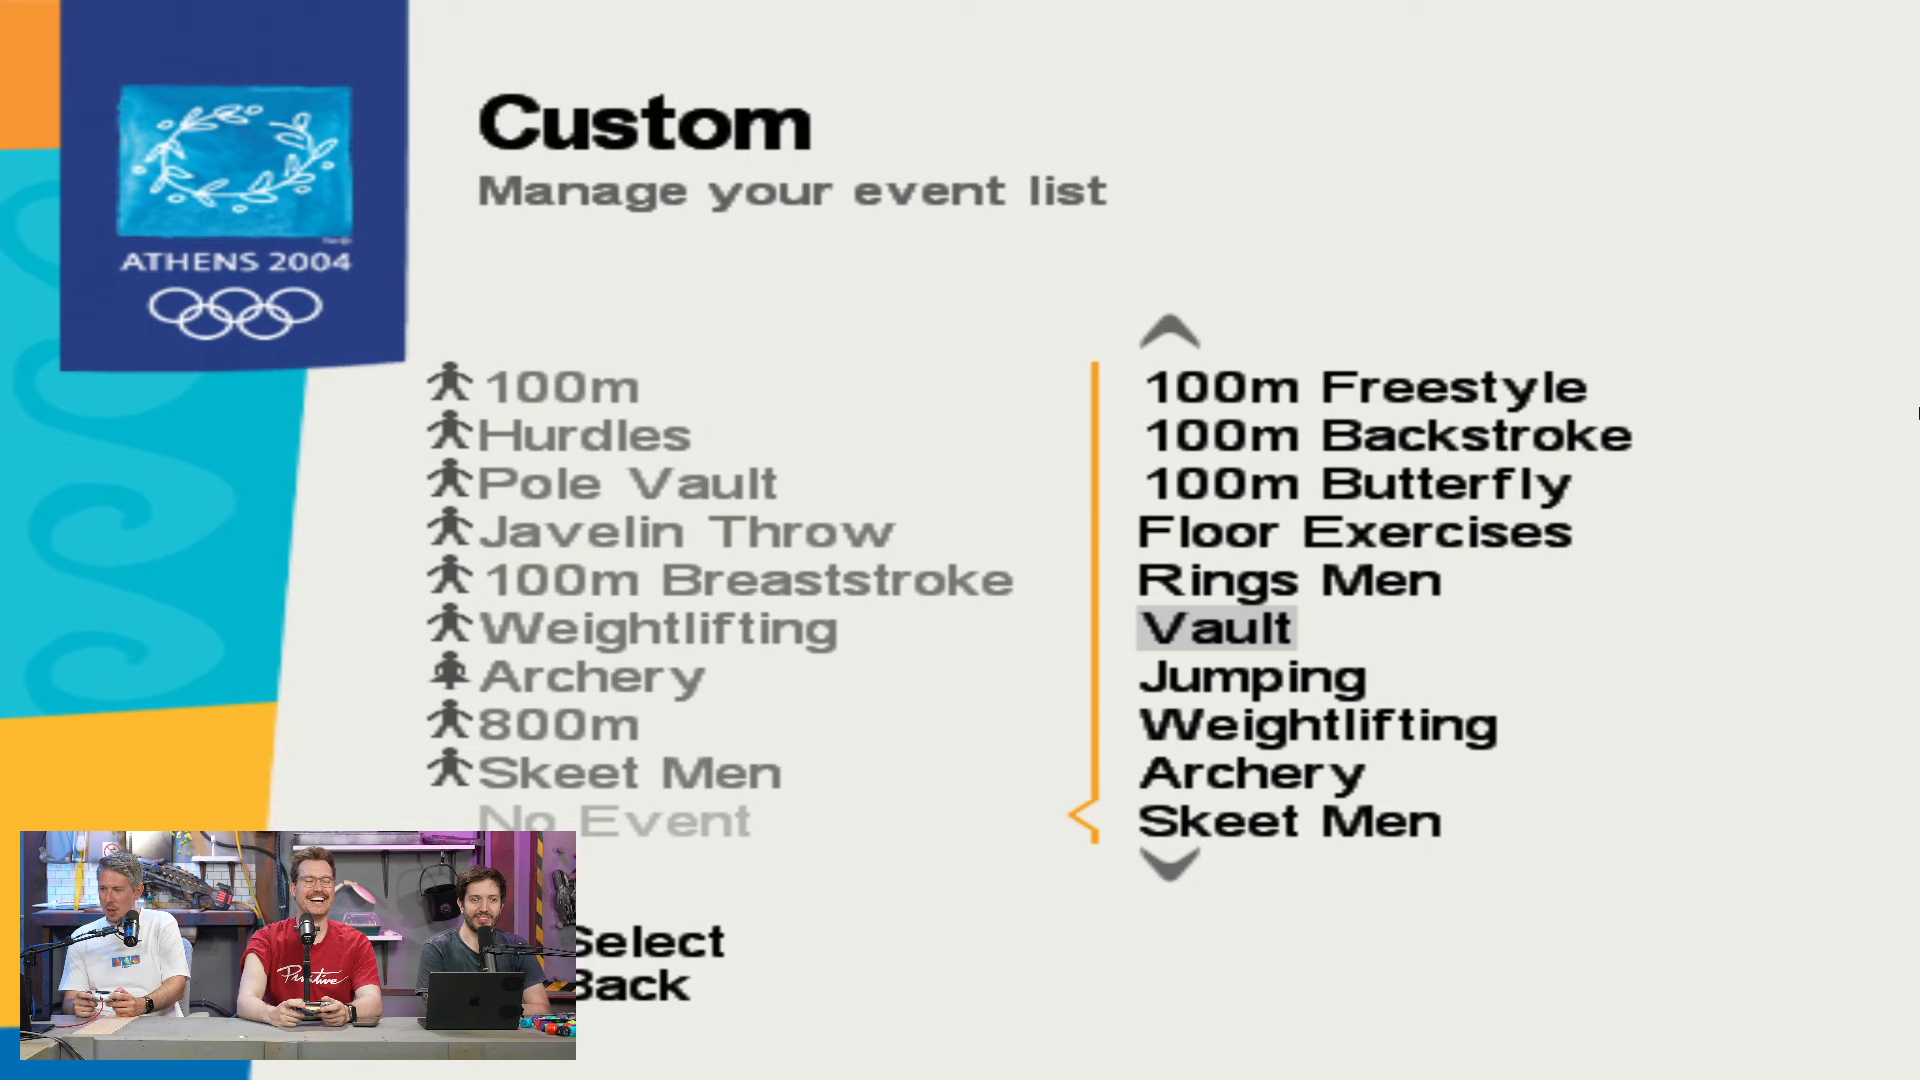 ATHENS 2004
Custom
Manage your event list
100m
Hurdles
Pole Vault
Javelin Throw
100m Breaststroke
Weightlifting
Archery
800m
Skeet Men
No Event
100m Freestyle
100m Backstroke
100m Butterfly
Floor Exercises
Rings Men
Vault
Jumping
Weightlifting
Archery
Skeet Men
Select
Back
Primitive